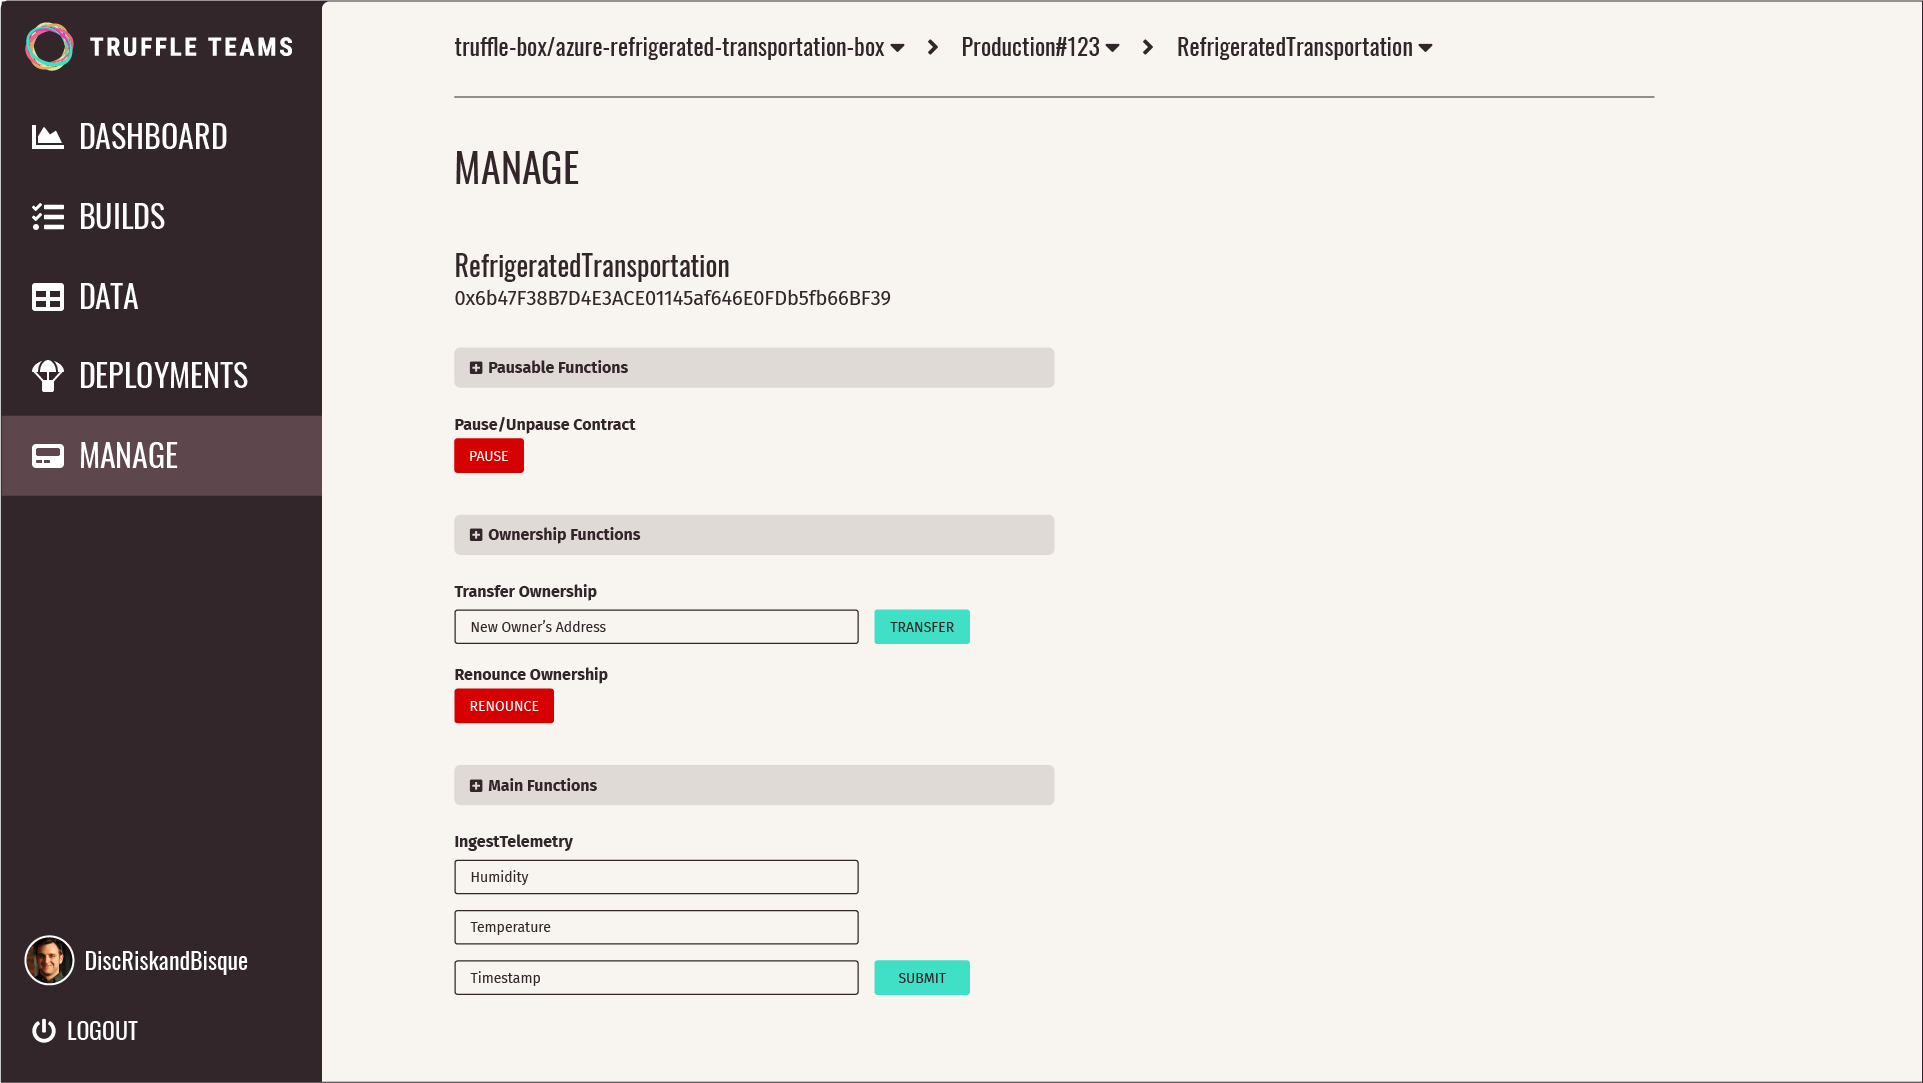 TRUFFLE TEAMS
DASHBOARD
BUILDS
DATA
DEPLOYMENTS
MANAGE
DiscRiskandBisque
LOGOUT
truffle-box/azure-refrigerated-transportation-box
Production#123
RefrigeratedTransportation
MANAGE
RefrigeratedTransportation
0x6b47F38B7D4E3ACE01145af646E0FDb5fb66BF39
Pausable Functions
Pause/Unpause Contract
PAUSE
Ownership Functions
Transfer Ownership
New Owner’s Address
TRANSFER
Renounce Ownership
RENOUNCE
Main Functions
IngestTelemetry
Humidity
Temperature
Timestamp
SUBMIT